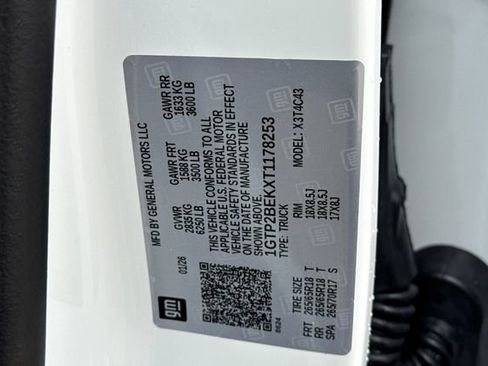 MFD BY GENERAL MOTORS LLC
01/26
GVWR
2835 KG
6250 LB
GAWR FRT
1588 KG
3500 LB
GAWR RR
1633 KG
3600 LB
THIS VEHICLE CONFORMS TO ALL
APPLICABLE U.S. FEDERAL MOTOR
VEHICLE SAFETY STANDARDS IN EFFECT
ON THE DATE OF MANUFACTURE
1GTP2BEKXT1178253
TYPE: TRUCK
MODEL: X3T4C43
TIRE SIZE RIM
FRT 265/65R18 T 18X8.5J
RR 265/65R18 T 18X8.5J
SPA 265/70R17 S 17X8J
gm